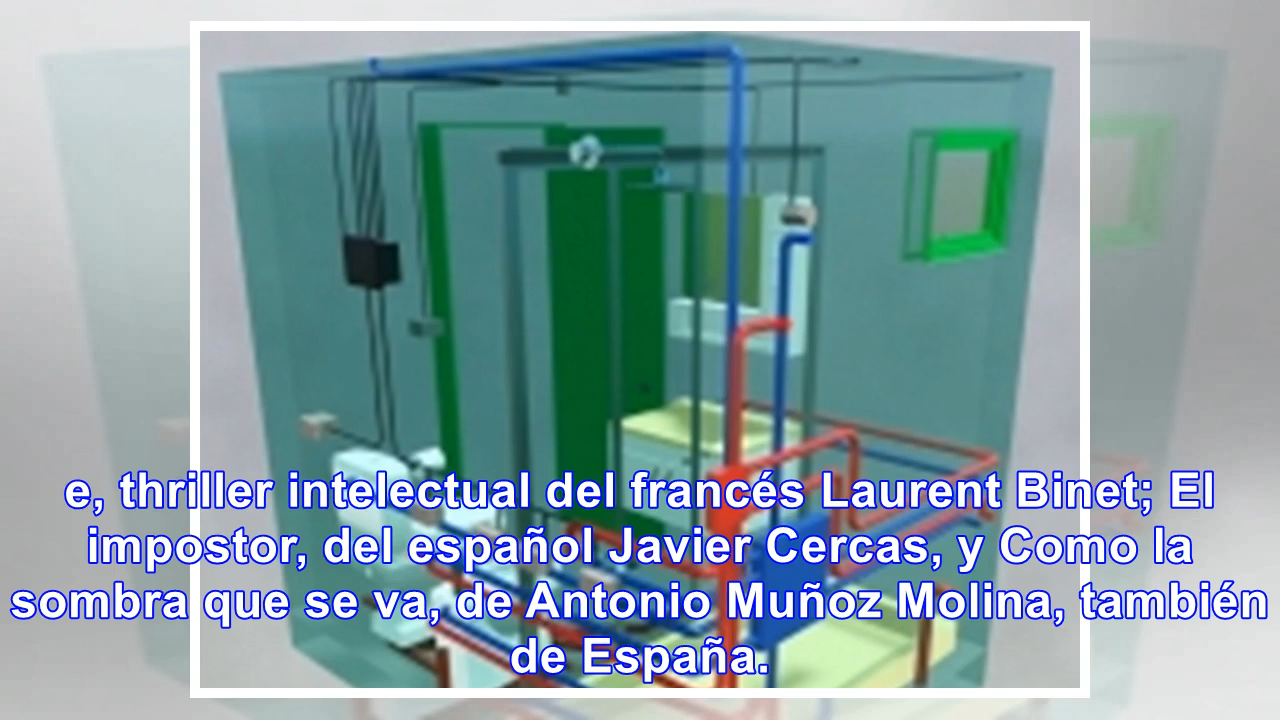 e, thriller intelectual del francés Laurent Binet; El
impostor, del español Javier Cercas, y Como la
sombra que se va, de Antonio Muñoz Molina, también
de España.